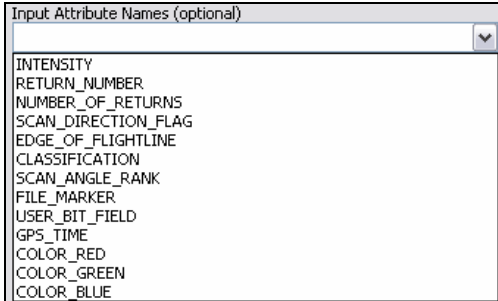 Input Attribute Names (optional)
INTENSITY
RETURN_NUMBER
NUMBER_OF_RETURNS
SCAN_DIRECTION_FLAG
EDGE_OF_FLIGHTLINE
CLASSIFICATION
SCAN_ANGLE_RANK
FILE_MARKER
USER_BIT_FIELD
GPS_TIME
COLOR_RED
COLOR_GREEN
COLOR_BLUE